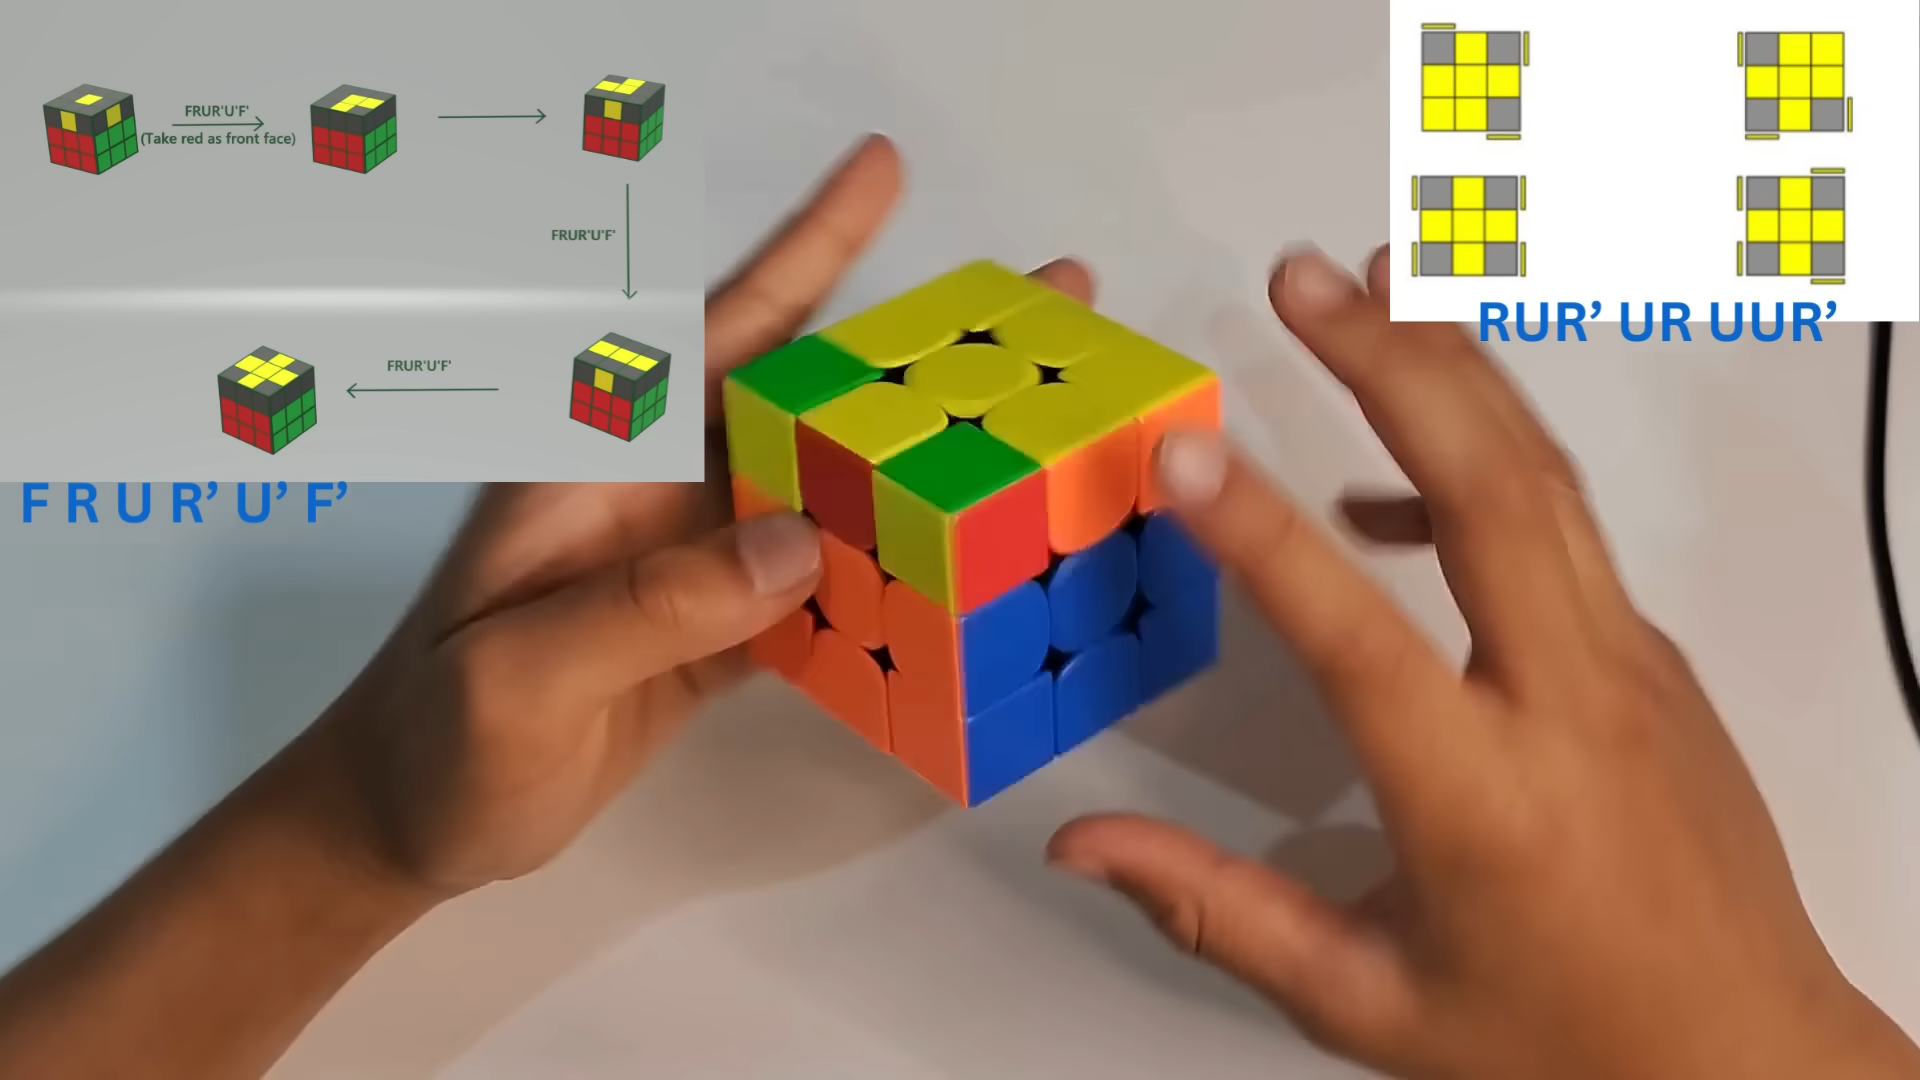 FRUR'U'F'
(Take red as front face)
FRUR'U'F'
FRUR'U'F'
F R U R’ U’ F’
RUR’ UR UUR’